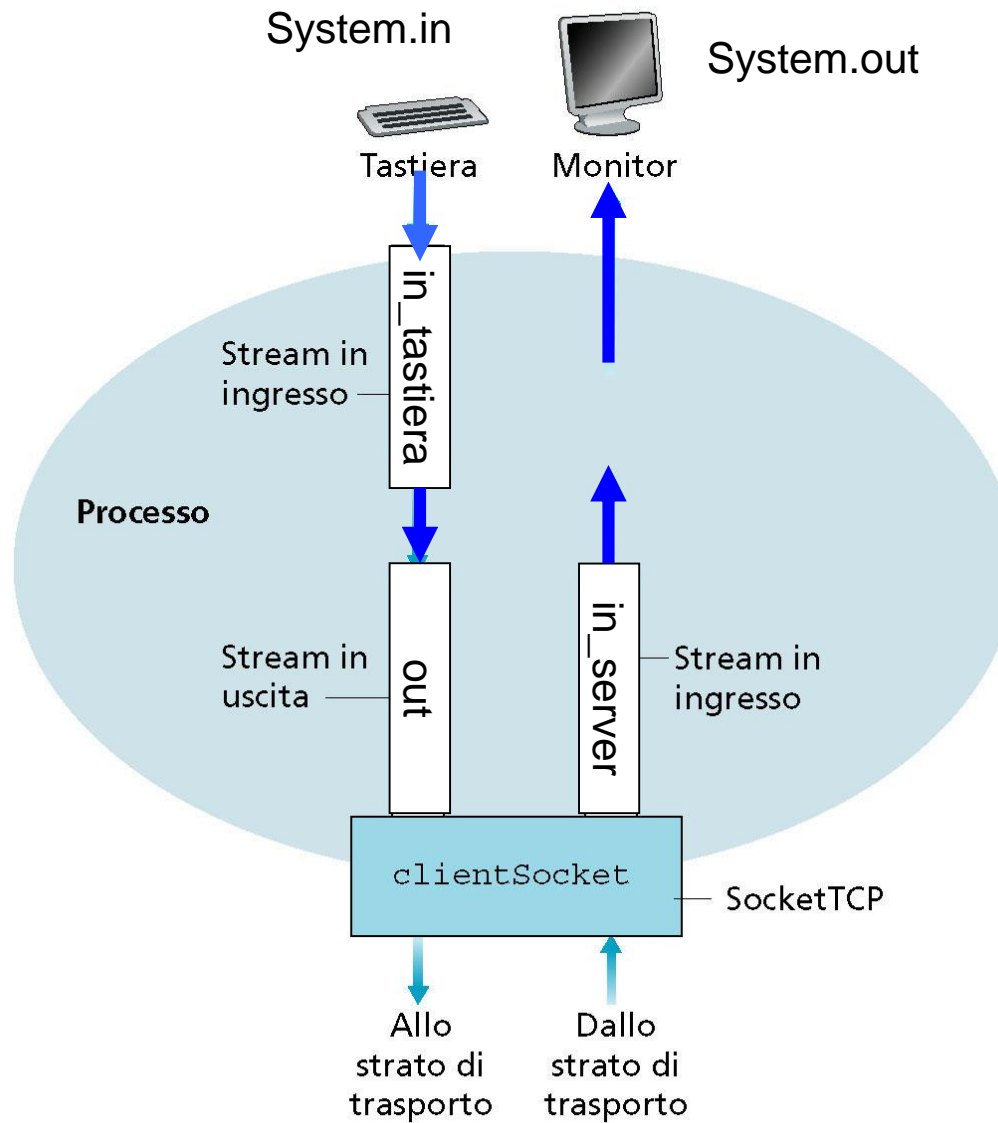 System.in
System.out
Tastiera
Monitor
in_tastiera
Stream in
ingresso
Processo
out
Stream in
uscita
in_server
Stream in
ingresso
clientSocket
SocketTCP
Allo
strato di
trasporto
Dallo
strato di
trasporto